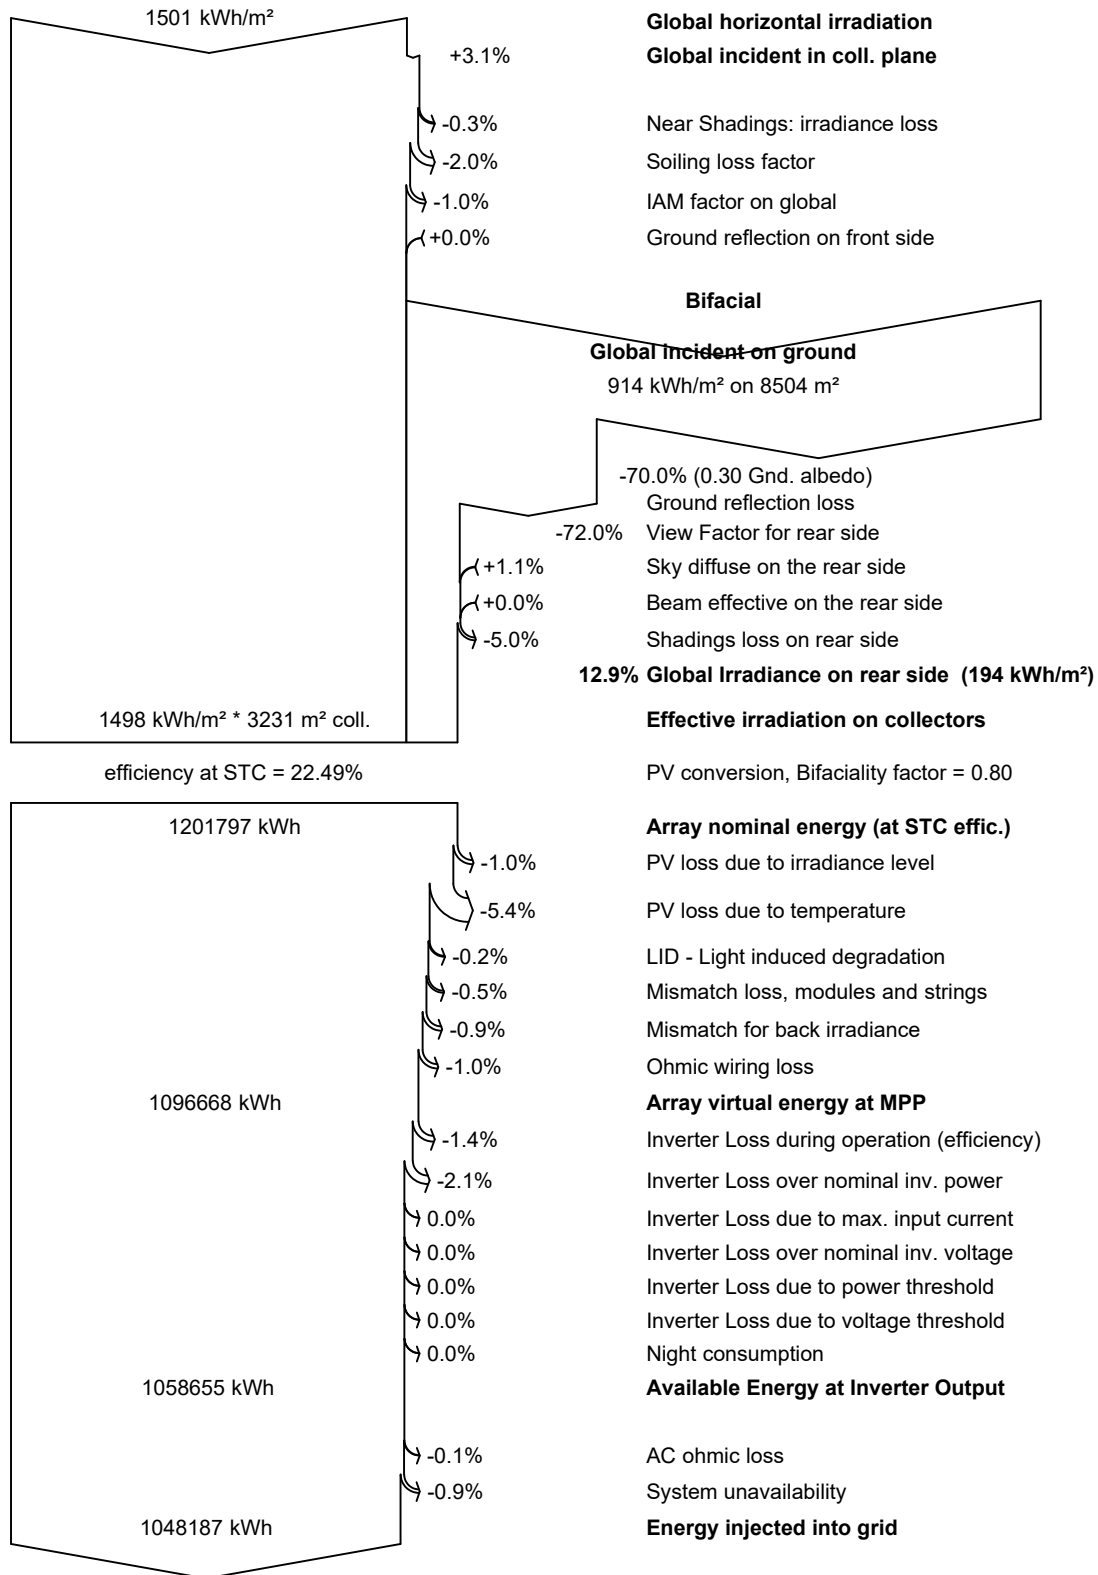 1501 kWh/m² Global horizontal irradiation
+3.1% Global incident in coll. plane
-0.3% Near Shadings: irradiance loss
-2.0% Soiling loss factor
-1.0% IAM factor on global
+0.0% Ground reflection on front side
Bifacial
Global incident on ground
914 kWh/m² on 8504 m²
-70.0% (0.30 Gnd. albedo)
Ground reflection loss
-72.0% View Factor for rear side
+1.1% Sky diffuse on the rear side
+0.0% Beam effective on the rear side
-5.0% Shadings loss on rear side
12.9% Global Irradiance on rear side (194 kWh/m²)
1498 kWh/m² * 3231 m² coll. Effective irradiation on collectors
efficiency at STC = 22.49% PV conversion, Bifaciality factor = 0.80
1201797 kWh Array nominal energy (at STC effic.)
-1.0% PV loss due to irradiance level
-5.4% PV loss due to temperature
-0.2% LID - Light induced degradation
-0.5% Mismatch loss, modules and strings
-0.9% Mismatch for back irradiance
-1.0% Ohmic wiring loss
1096668 kWh Array virtual energy at MPP
-1.4% Inverter Loss during operation (efficiency)
-2.1% Inverter Loss over nominal inv. power
0.0% Inverter Loss due to max. input current
0.0% Inverter Loss over nominal inv. voltage
0.0% Inverter Loss due to power threshold
0.0% Inverter Loss due to voltage threshold
0.0% Night consumption
1058655 kWh Available Energy at Inverter Output
-0.1% AC ohmic loss
-0.9% System unavailability
1048187 kWh Energy injected into grid